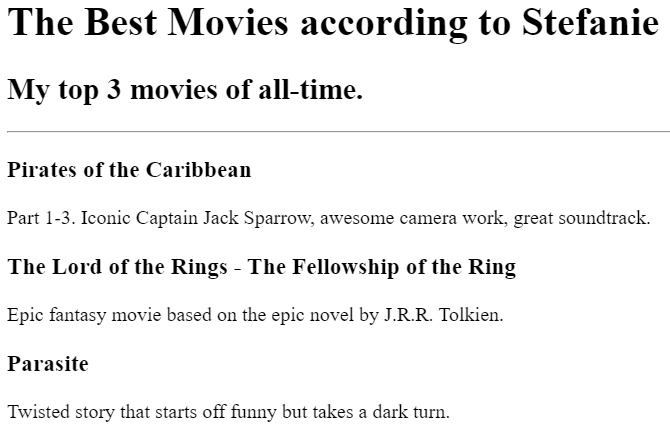 The Best Movies according to Stefanie
My top 3 movies of all-time.
Pirates of the Caribbean
Part 1-3. Iconic Captain Jack Sparrow, awesome camera work, great soundtrack.
The Lord of the Rings - The Fellowship of the Ring
Epic fantasy movie based on the epic novel by J.R.R. Tolkien.
Parasite
Twisted story that starts off funny but takes a dark turn.